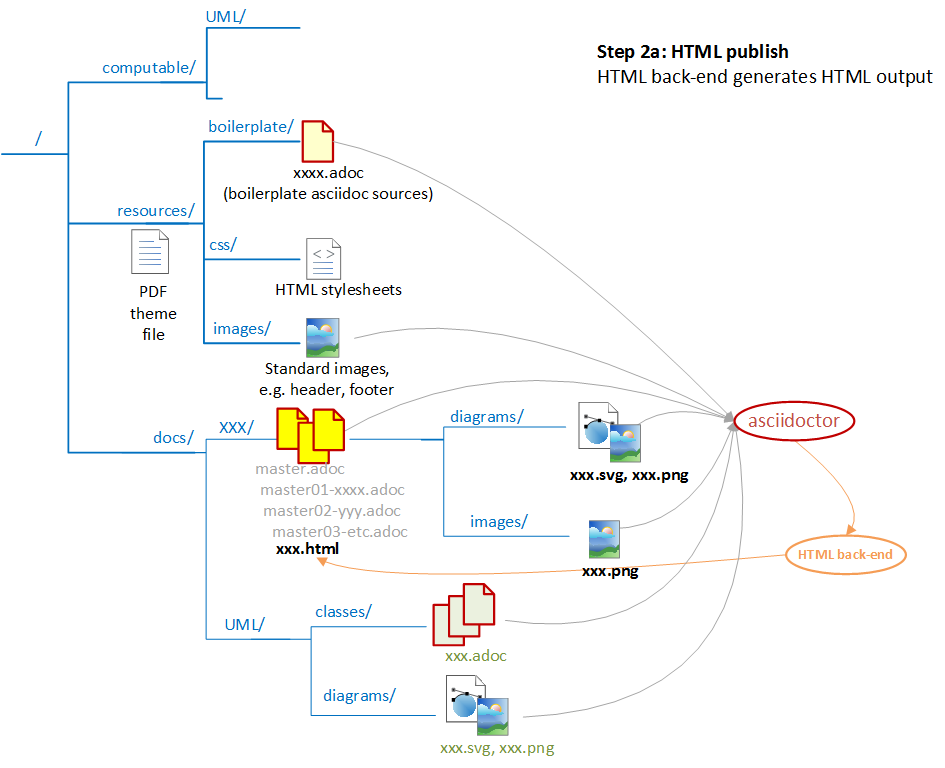 UML/
Step 2a: HTML publish
HTML back-end generates HTML output
computable/
/
boilerplate/
xxxx.adoc
(boilerplate asciidoc sources)
resources/
css/
< >
HTML stylesheets
PDF
theme
file
images/
Standard images,
e.g. header, footer
docs/
XXX/
master.adoc
master01-xxxx.adoc
master02-yyy.adoc
master03-etc.adoc
xxx.html
diagrams/
xxx.svg, xxx.png
asciidoctor
images/
xxx.png
HTML back-end
UML/
classes/
xxx.adoc
diagrams/
xxx.svg, xxx.png